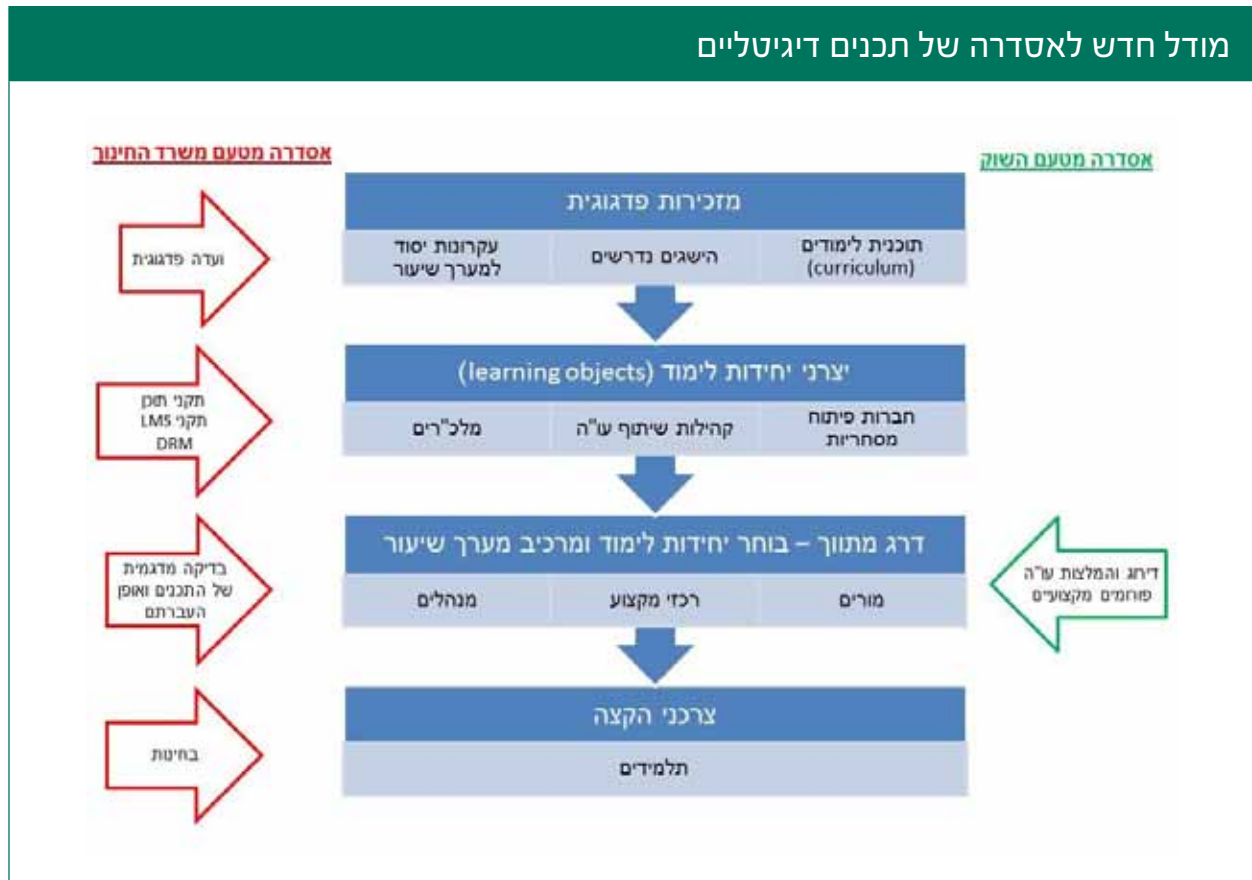 מודל חדש לאסדרה של תכנים דיגיטליים
אסדרה מטעם השוק
אסדרה מטעם משרד החינוך
מזכירות פדגוגית
תוכנית לימודים
(curriculum)
הישגים נדרשים
עקרונות יסוד
למערך שיעור
ועדה פדגוגית
יצרני יחידות לימוד (learning objects)
חברות פיתוח
מסחריות
קהילות שיתוף עו"ה
מלכ"רים
תקני תוכן
תקני LMS
DRM
דרג מתווך – בוחר יחידות לימוד ומרכיב מערך שיעור
מורים
רכזי מקצוע
מנהלים
דירוג והמלצות עו"ה
פורומים מקצועיים
בדיקה מדגמית
של התכנים ואופן
העברתם
צרכני הקצה
תלמידים
בחינות